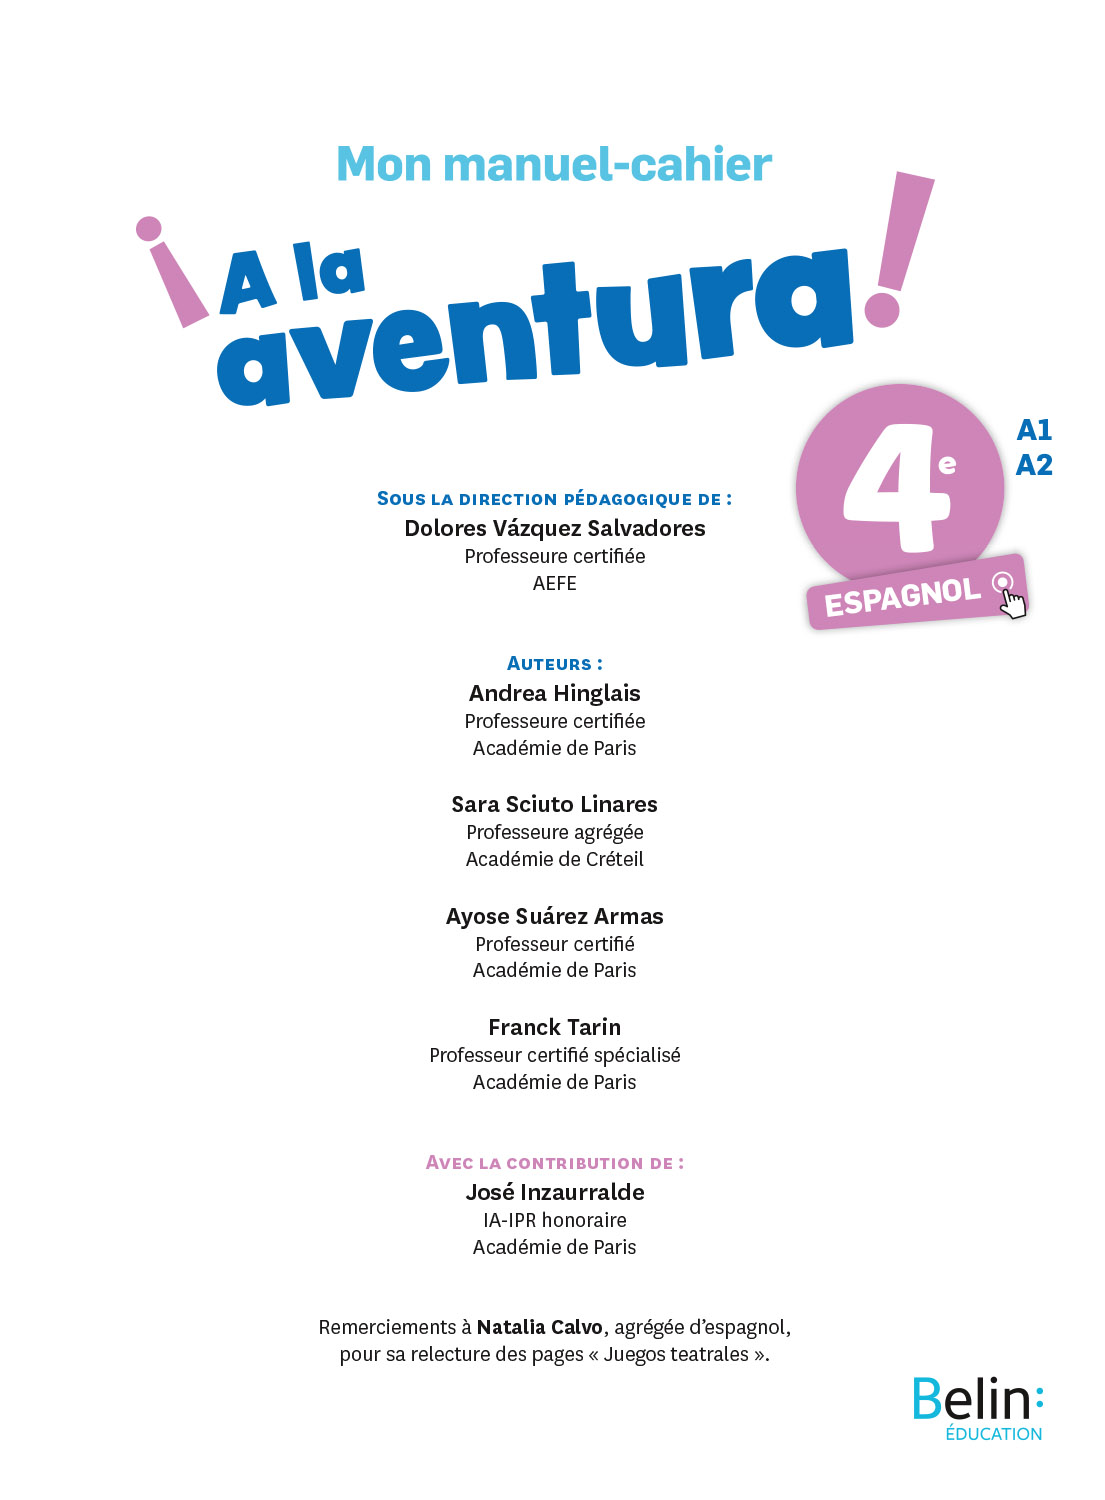 Mon manuel-cahier
¡A la
aventura!
4e
A1
A2
ESPAGNOL
Sous la direction pédagogique de :
Dolores Vázquez Salvadores
Professeure certifiée
AEFE
Auteurs :
Andrea Hinglais
Professeure certifiée
Académie de Paris
Sara Sciuto Linares
Professeure agrégée
Académie de Créteil
Ayose Suárez Armas
Professeur certifié
Académie de Paris
Franck Tarin
Professeur certifié spécialisé
Académie de Paris
Avec la contribution de :
José Inzaurralde
IA-IPR honoraire
Académie de Paris
Remerciements à Natalia Calvo, agrégée d’espagnol,
pour sa relecture des pages « Juegos teatrales ».
Belin:
ÉDUCATION